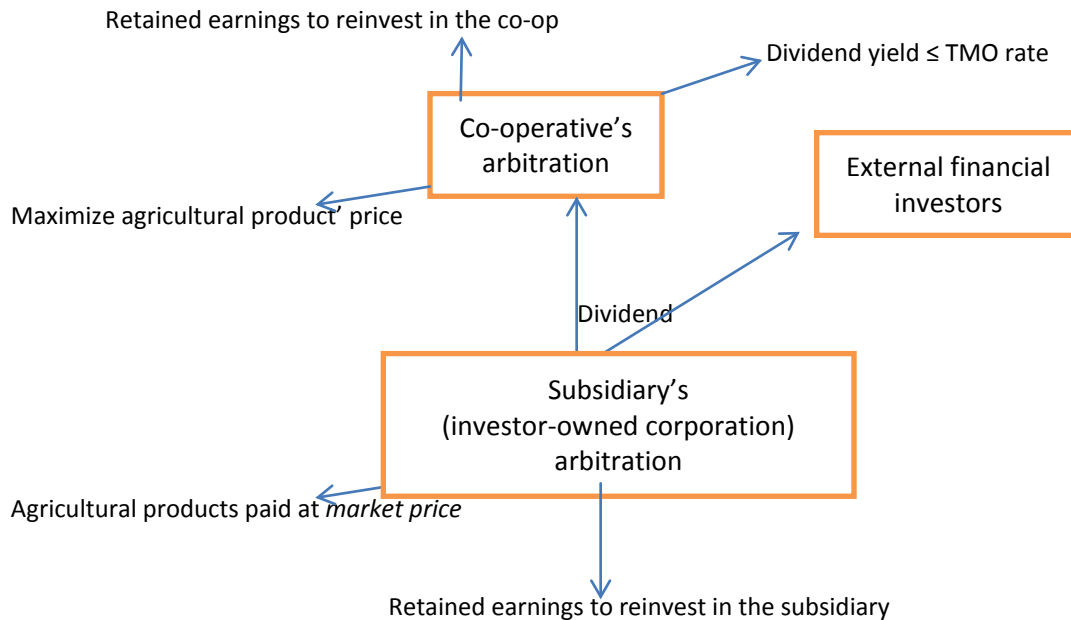 Retained earnings to reinvest in the co-op
Dividend yield ≤ TMO rate
Co-operative’s
arbitration
External financial
investors
Maximize agricultural product’ price
Dividend
Subsidiary’s
(investor-owned corporation)
arbitration
Agricultural products paid at market price
Retained earnings to reinvest in the subsidiary